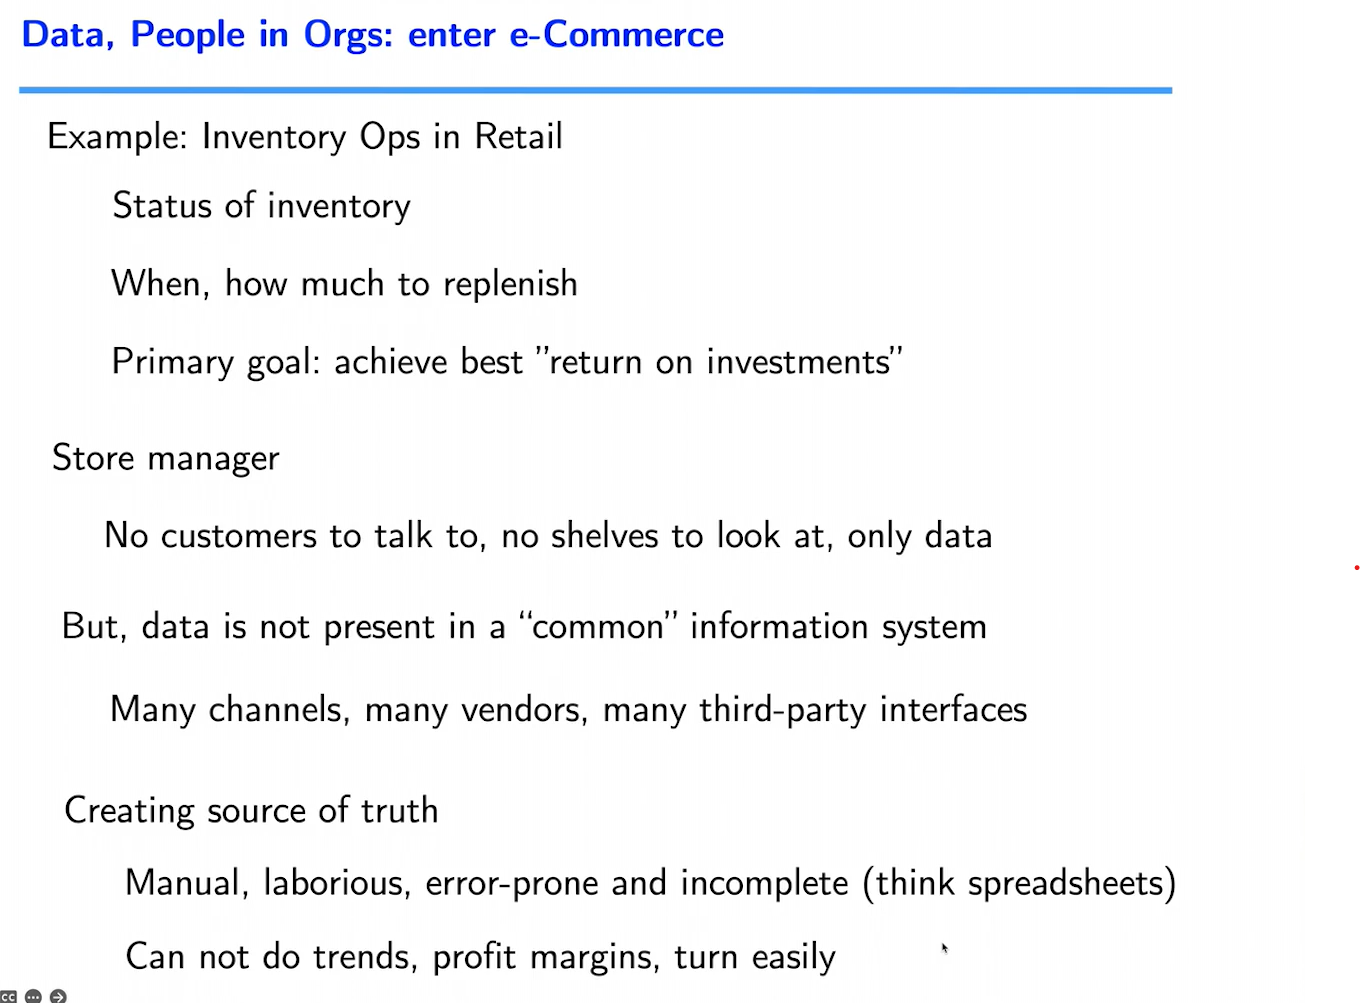 Data, People in Orgs: enter e-Commerce
Example: Inventory Ops in Retail
Status of inventory
When, how much to replenish
Primary goal: achieve best ”return on investments”
Store manager
No customers to talk to, no shelves to look at, only data
But, data is not present in a “common” information system
Many channels, many vendors, many third-party interfaces
Creating source of truth
Manual, laborious, error-prone and incomplete (think spreadsheets)
Can not do trends, profit margins, turn easily
CC